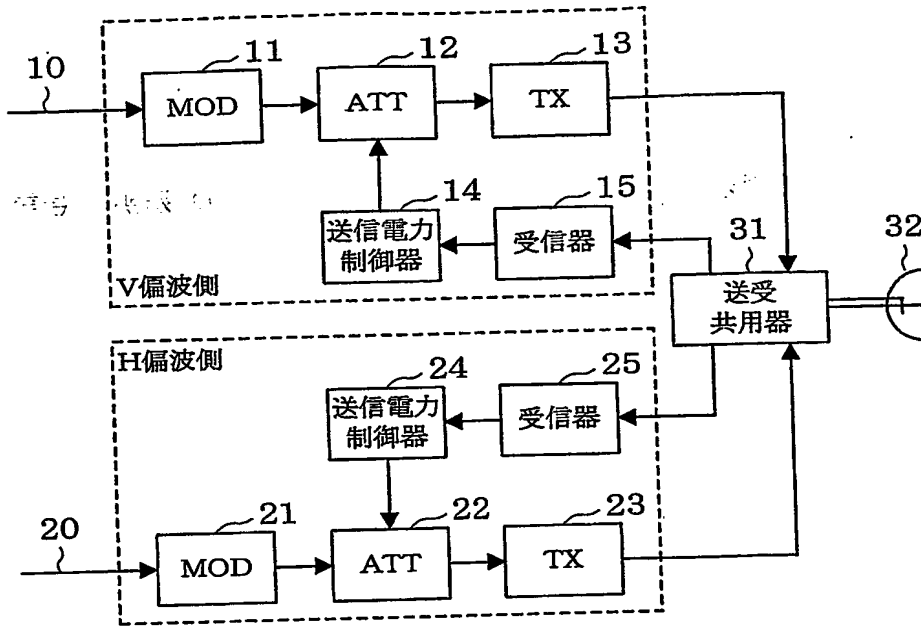 10
11
MOD
12
ATT
13
TX
14
送信電力
制御器
15
受信器
V偏波側
31
送受
共用器
32
H偏波側
24
送信電力
制御器
25
受信器
20
21
MOD
22
ATT
23
TX